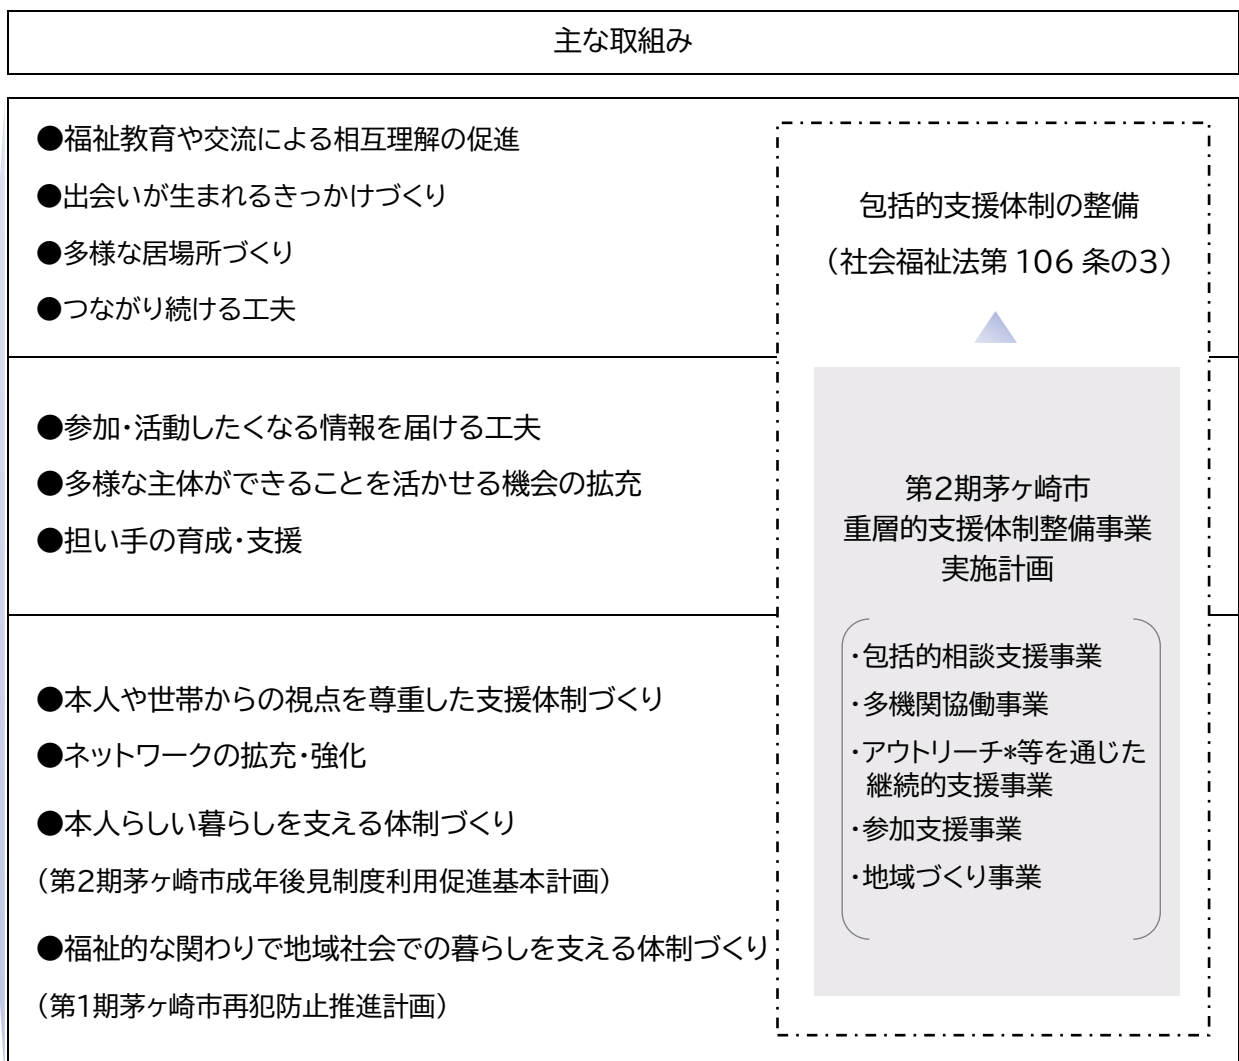 主な取組み
●福祉教育や交流による相互理解の促進
●出会いが生まれるきっかけづくり
●多様な居場所づくり
●つながり続ける工夫
●参加・活動したくなる情報を届ける工夫
●多様な主体ができることを活かせる機会の拡充
●担い手の育成・支援
●本人や世帯からの視点を尊重した支援体制づくり
●ネットワークの拡充・強化
●本人らしい暮らしを支える体制づくり
（第2期茅ヶ崎市成年後見制度利用促進基本計画）
●福祉的な関わりで地域社会での暮らしを支える体制づくり
（第1期茅ヶ崎市再犯防止推進計画）
包括的支援体制の整備
（社会福祉法第 106 条の3）
第2期茅ヶ崎市
重層的支援体制整備事業
実施計画
・包括的相談支援事業
・多機関協働事業
・アウトリーチ*等を通じた
継続的支援事業
・参加支援事業
・地域づくり事業